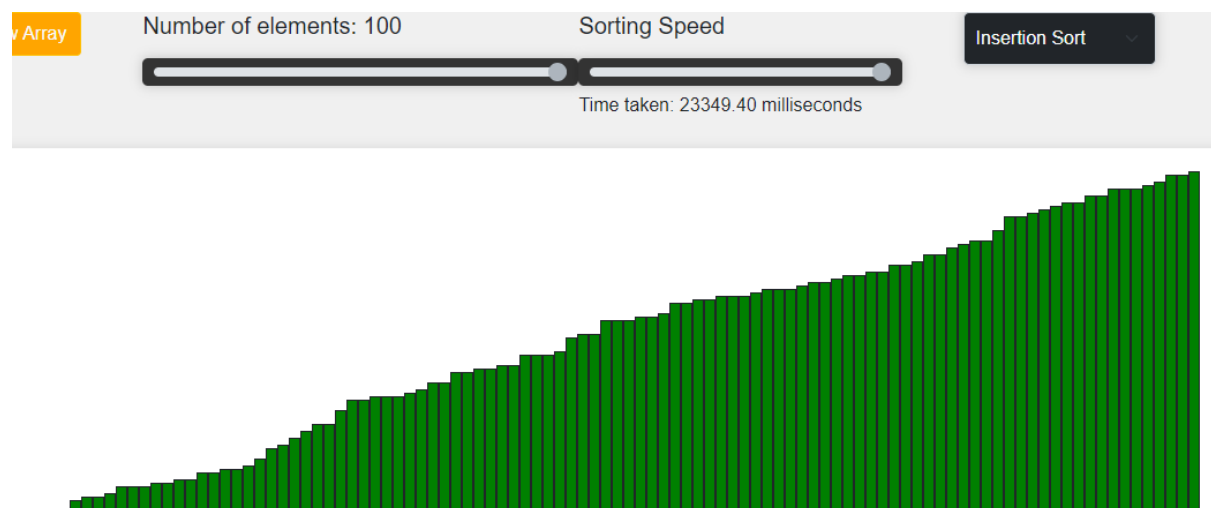 Array
Number of elements: 100
Sorting Speed
Insertion Sort
Time taken: 23349.40 milliseconds